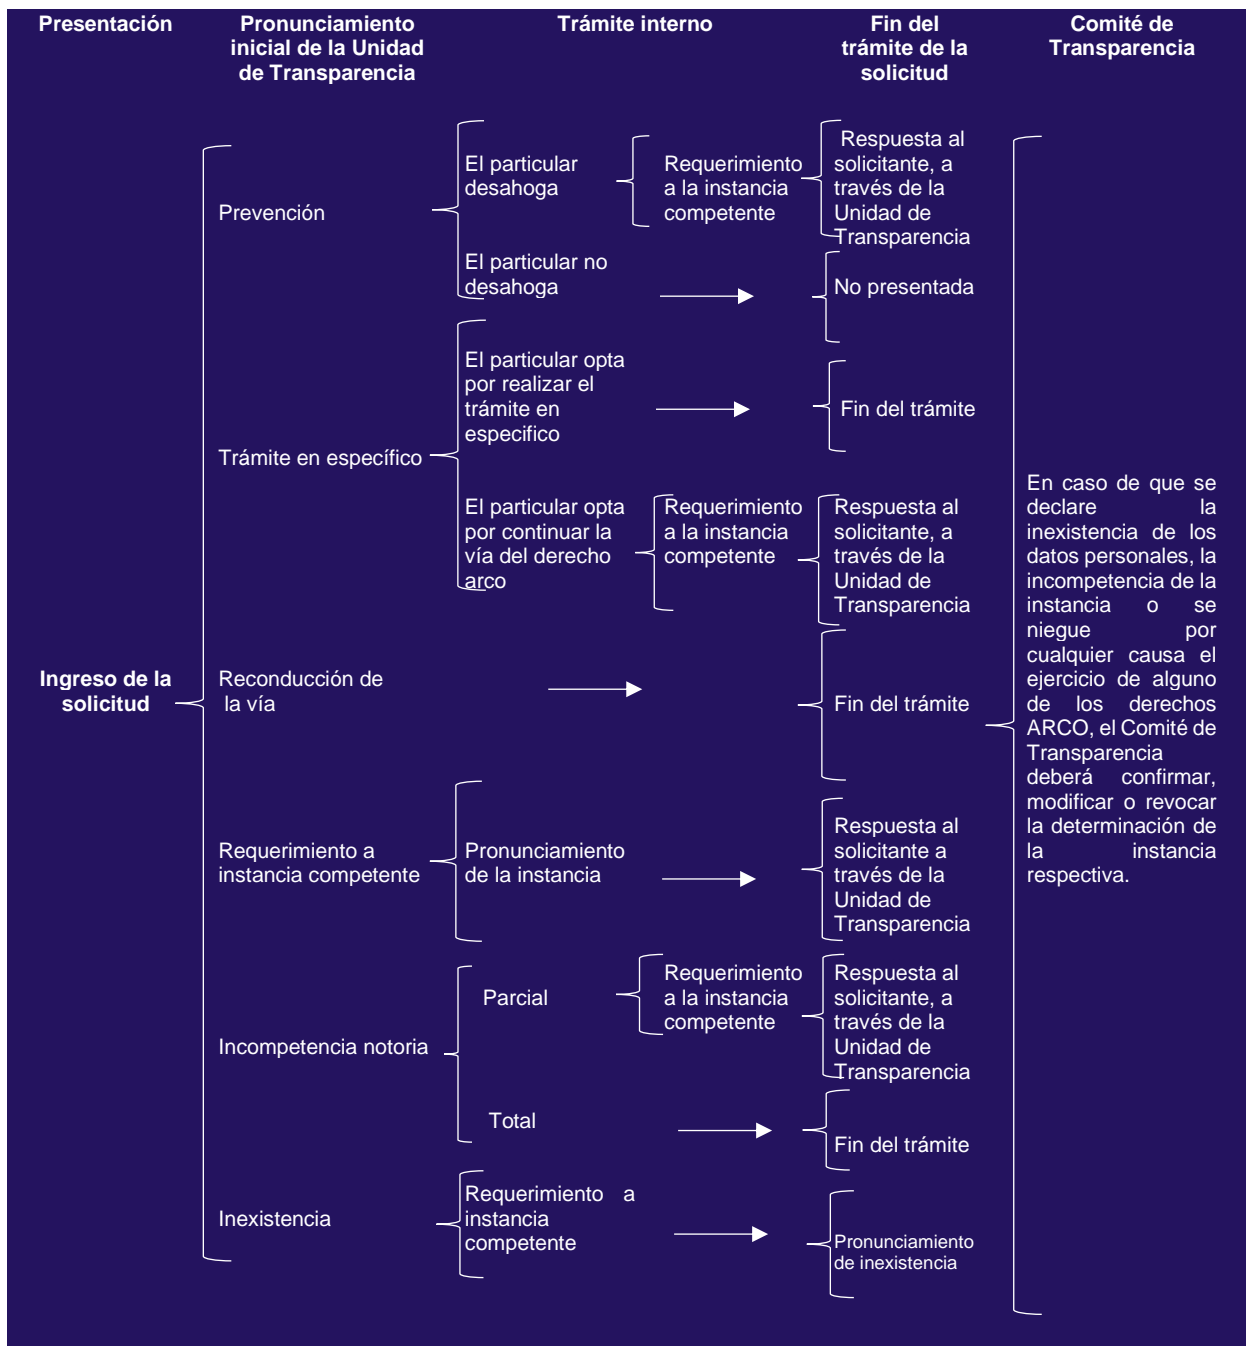 Presentación
Pronunciamiento
inicial de la Unidad
de Transparencia
Trámite interno
Fin del
trámite de la
solicitud
Comité de
Transparencia
Ingreso de la
solicitud
Prevención
El particular
desahoga
Requerimiento
a la instancia
competente
Respuesta al
solicitante, a
través de la
Unidad de
Transparencia
El particular no
desahoga
No presentada
Trámite en específico
El particular opta
por realizar el
trámite en
especifico
Fin del trámite
El particular opta
por continuar la
vía del derecho
arco
Requerimiento
a la instancia
competente
Respuesta al
solicitante, a
través de la
Unidad de
Transparencia
Reconducción de
la vía
Fin del trámite
Requerimiento a
instancia competente
Pronunciamiento
de la instancia
Respuesta al
solicitante a
través de la
Unidad de
Transparencia
Incompetencia notoria
Parcial
Requerimiento
a la instancia
competente
Respuesta al
solicitante, a
través de la
Unidad de
Transparencia
Total
Fin del trámite
Inexistencia
Requerimiento a
instancia
competente
Pronunciamiento
de inexistencia
En caso de que se
declare la
inexistencia de los
datos personales, la
incompetencia de la
instancia o se
niegue por
cualquier causa el
ejercicio de alguno
de los derechos
ARCO, el Comité de
Transparencia
deberá confirmar,
modificar o revocar
la determinación de
la instancia
respectiva.